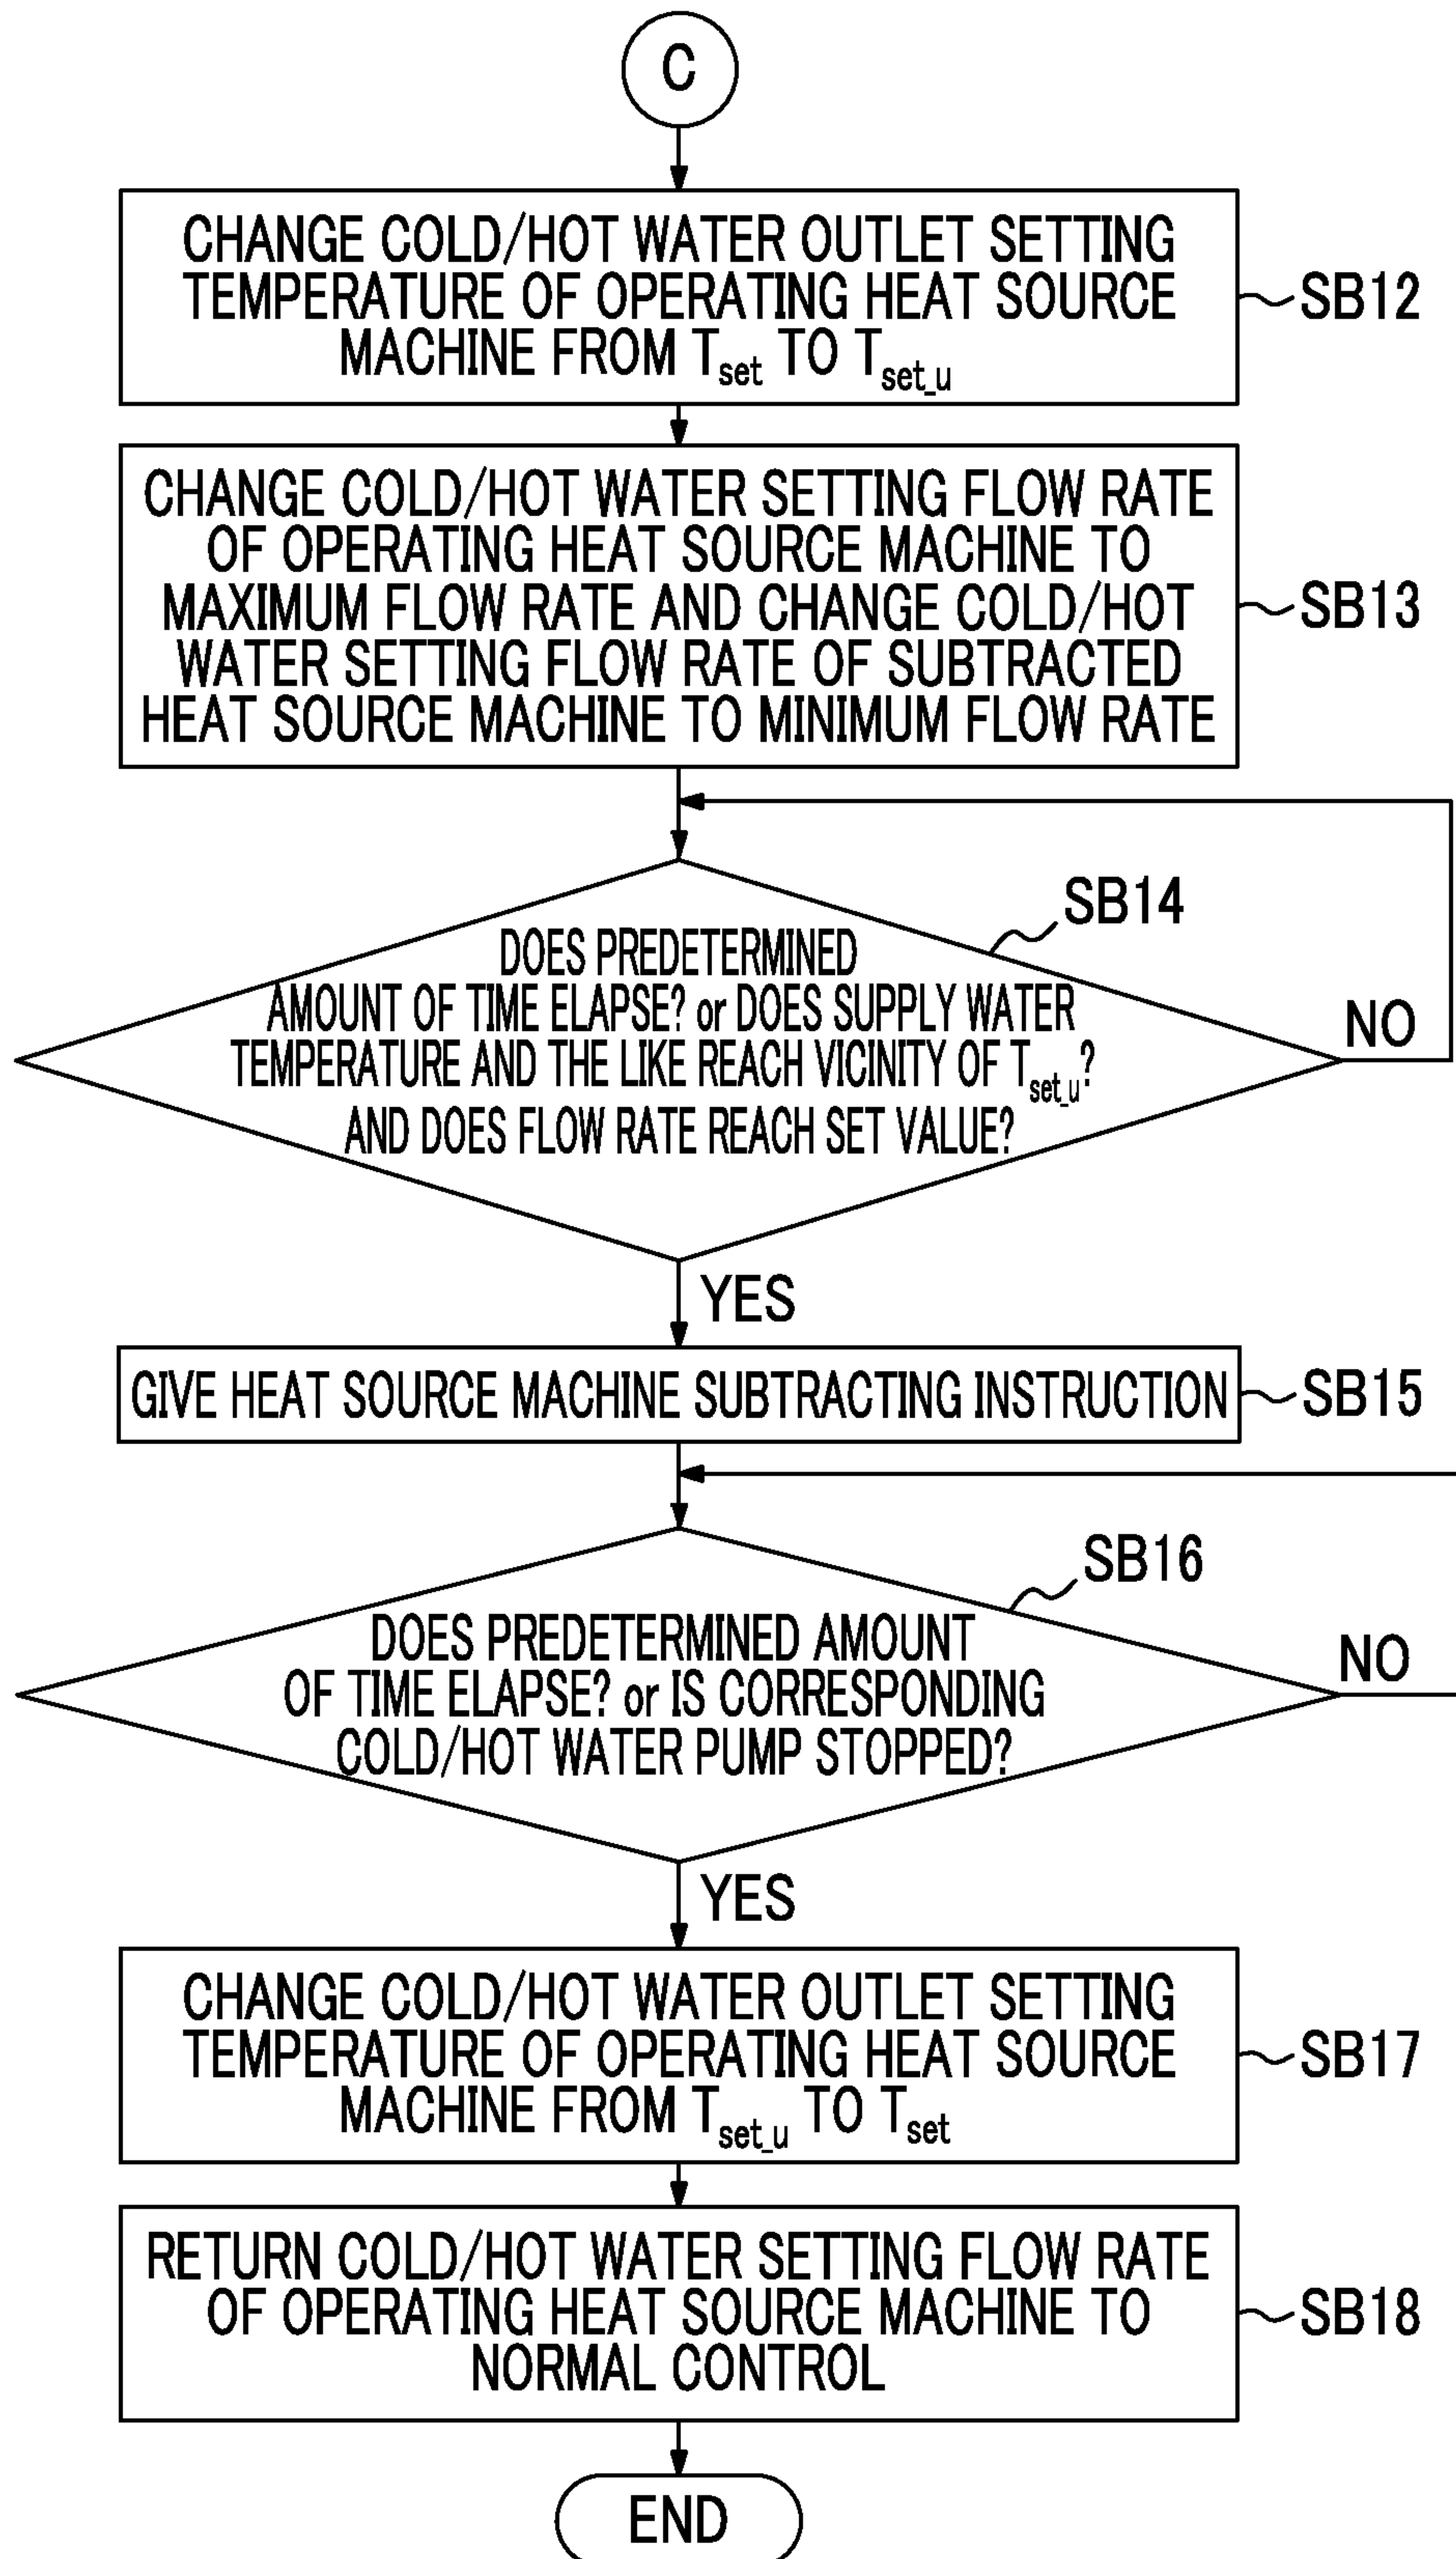 C
CHANGE COLD/HOT WATER OUTLET SETTING
TEMPERATURE OF OPERATING HEAT SOURCE
MACHINE FROM Tset TO Tset_u
SB12
CHANGE COLD/HOT WATER SETTING FLOW RATE
OF OPERATING HEAT SOURCE MACHINE TO
MAXIMUM FLOW RATE AND CHANGE COLD/HOT
WATER SETTING FLOW RATE OF SUBTRACTED
HEAT SOURCE MACHINE TO MINIMUM FLOW RATE
SB13
SB14
DOES PREDETERMINED
AMOUNT OF TIME ELAPSE? or DOES SUPPLY WATER
TEMPERATURE AND THE LIKE REACH VICINITY OF Tset_u?
AND DOES FLOW RATE REACH SET VALUE?
NO
YES
GIVE HEAT SOURCE MACHINE SUBTRACTING INSTRUCTION
SB15
SB16
DOES PREDETERMINED AMOUNT
OF TIME ELAPSE? or IS CORRESPONDING
COLD/HOT WATER PUMP STOPPED?
NO
YES
CHANGE COLD/HOT WATER OUTLET SETTING
TEMPERATURE OF OPERATING HEAT SOURCE
MACHINE FROM Tset_u TO Tset
SB17
RETURN COLD/HOT WATER SETTING FLOW RATE
OF OPERATING HEAT SOURCE MACHINE TO
NORMAL CONTROL
SB18
END